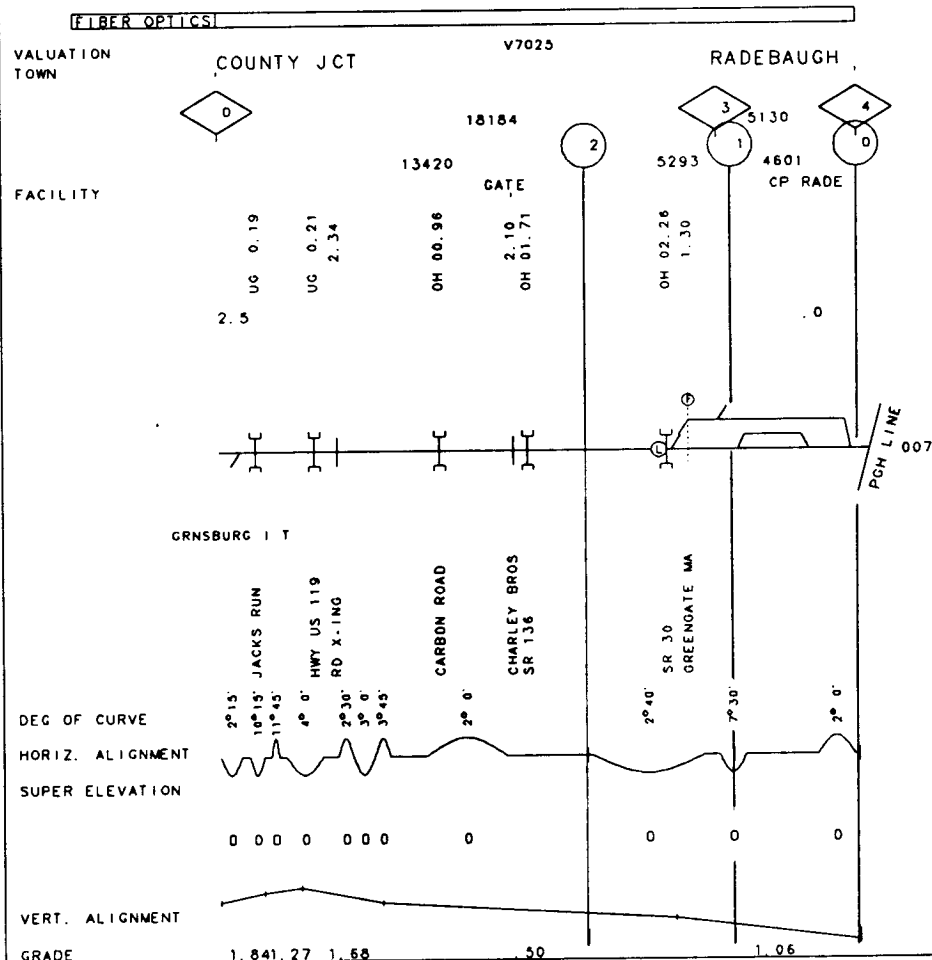 FIBER OPTICS
VALUATION
V7025
TOWN
COUNTY JCT
RADEBAUGH
0
3
4
5130
18184
2
1
0
13420
5293
4601
GATE
CP RADE
FACILITY
UG 0.19
UG 0.21
2.34
OH 00.96
2.10
OH 01.71
OH 02.26
1.30
2.5
.0
F
L
PGH LINE
007
GRNSBURG I T
JACKS RUN
HWY US 119
RD X-ING
CARBON ROAD
CHARLEY BROS
SR 136
SR 30
GREENGATE MA
DEG OF CURVE
2° 15'
10° 15'
11° 45'
4° 0'
2° 30'
3° 0'
3° 45'
2° 0'
2° 40'
7° 30'
2° 0'
HORIZ. ALIGNMENT
SUPER ELEVATION
0 0 0 0 0 0 0 0 0 0 0
VERT. ALIGNMENT
GRADE 1.84 1.27 1.68 .50 1.06